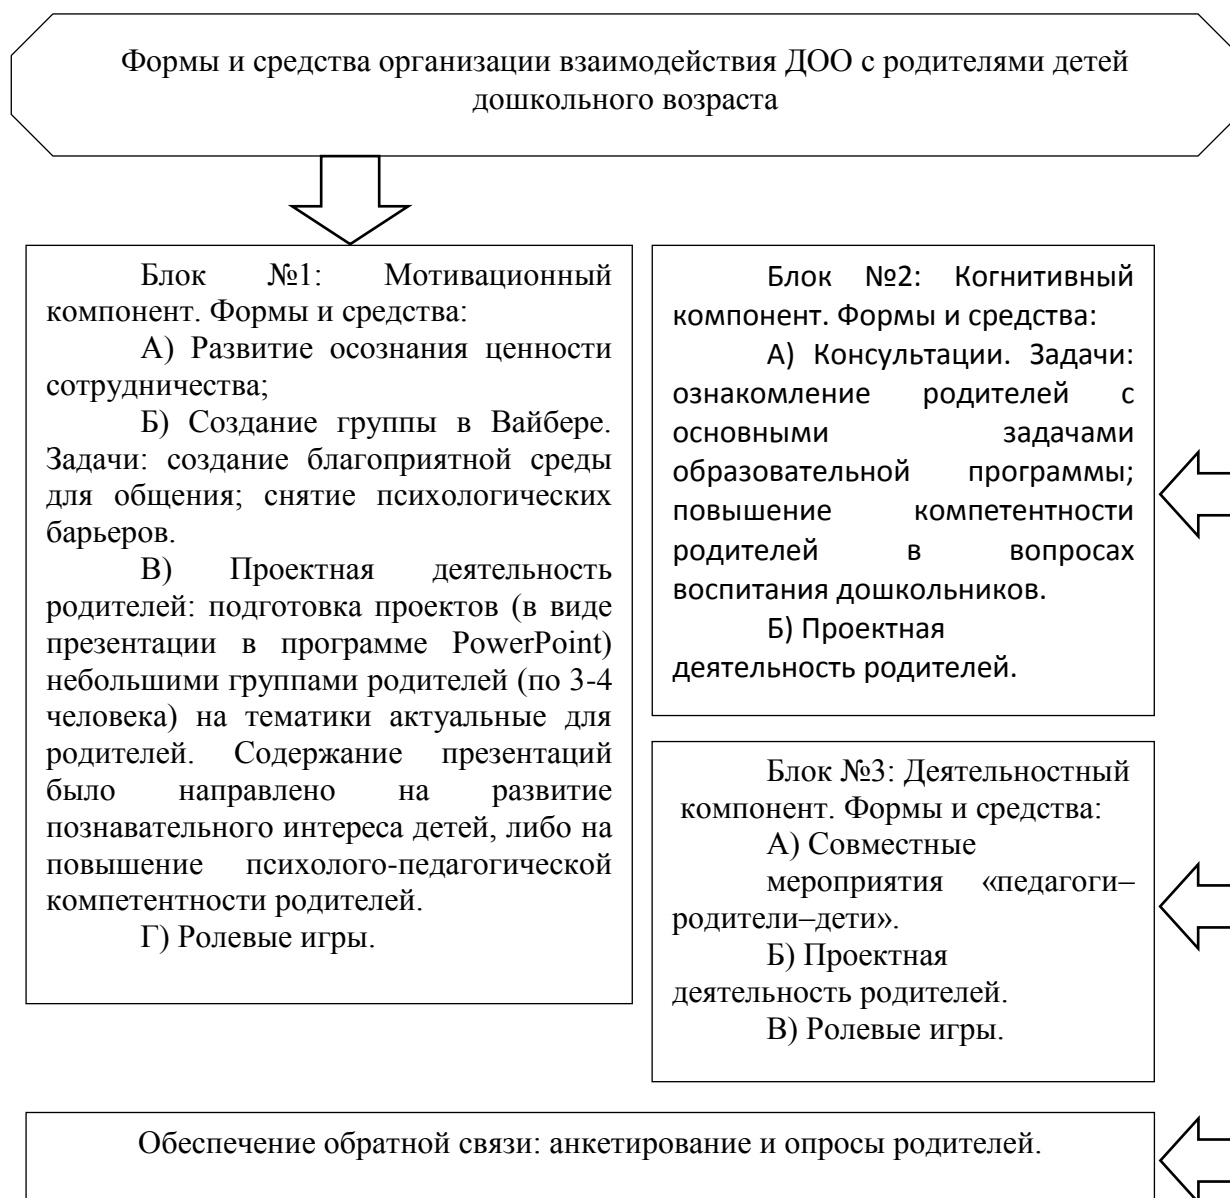 Формы и средства организации взаимодействия ДОО с родителями детей
дошкольного возраста
Блок №1: Мотивационный
компонент. Формы и средства:
А) Развитие осознания ценности
сотрудничества;
Б) Создание группы в Вайбере.
Задачи: создание благоприятной среды
для общения; снятие психологических
барьеров.
В) Проектная деятельность
родителей: подготовка проектов (в виде
презентации в программе PowerPoint)
небольшими группами родителей (по 3-4
человека) на тематики актуальные для
родителей. Содержание презентаций
было направлено на развитие
познавательного интереса детей, либо на
повышение психолого-педагогической
компетентности родителей.
Г) Ролевые игры.
Блок №2: Когнитивный
компонент. Формы и средства:
А) Консультации. Задачи:
ознакомление родителей с
основными задачами
образовательной программы;
повышение компетентности
родителей в вопросах
воспитания дошкольников.
Б) Проектная
деятельность родителей.
Блок №3: Деятельностный
компонент. Формы и средства:
А) Совместные
мероприятия «педагоги–
родители–дети».
Б) Проектная
деятельность родителей.
В) Ролевые игры.
Обеспечение обратной связи: анкетирование и опросы родителей.